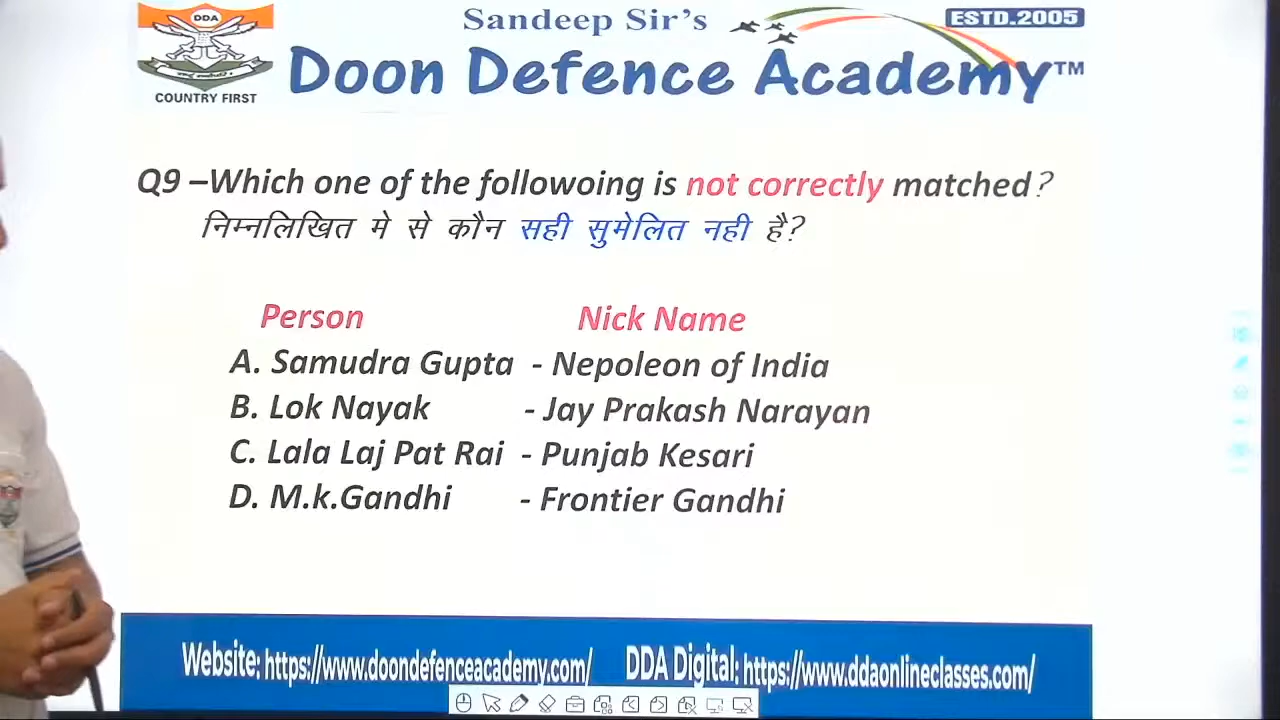 Sandeep Sir's
ESTD.2005
DDA
Doon Defence Academy™
COUNTRY FIRST
Q9 –Which one of the followoing is not correctly matched?
निम्नलिखित मे से कौन सही सुमेलित नही है?
Person Nick Name
A. Samudra Gupta - Nepoleon of India
B. Lok Nayak - Jay Prakash Narayan
C. Lala Laj Pat Rai - Punjab Kesari
D. M.k.Gandhi - Frontier Gandhi
Website: https://www.doondefenceacademy.com/ DDA Digital: https://www.ddaonlineclasses.com/